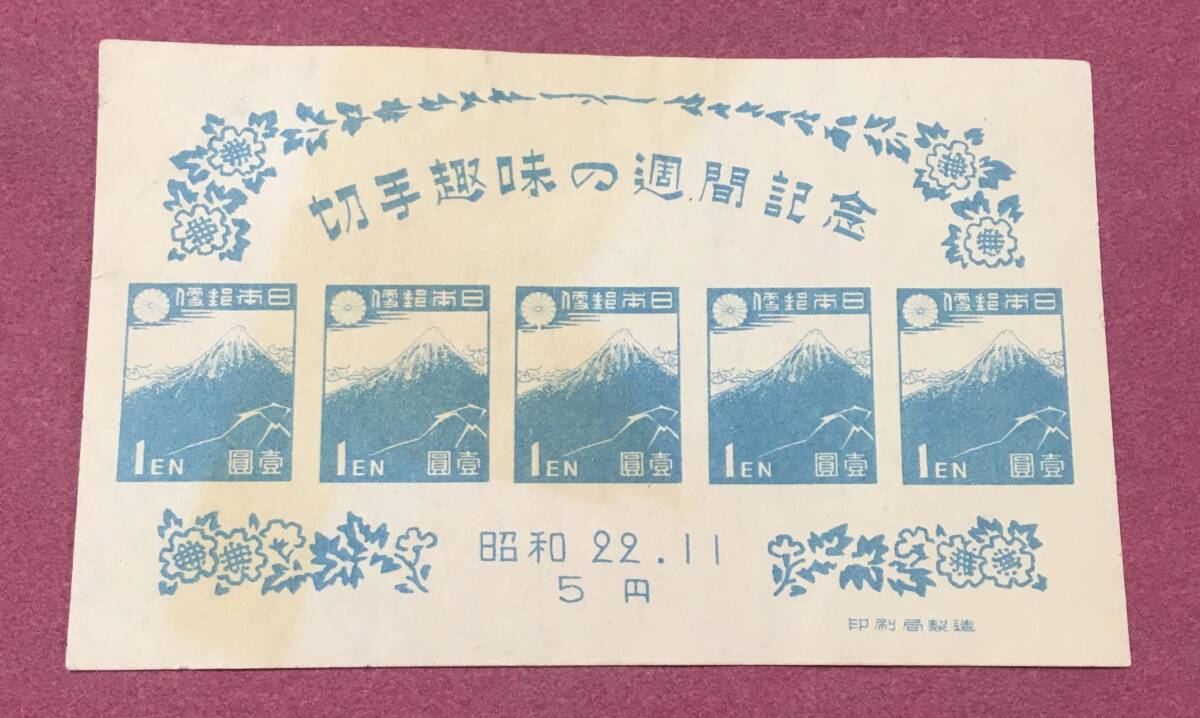 切手趣味の週間記念
日本郵便 日本郵便 日本郵便 日本郵便 日本郵便
1EN 壹圓 1EN 壹圓 1EN 壹圓 1EN 壹圓 1EN 壹圓
昭和 22.11
5 円
印刷局製造